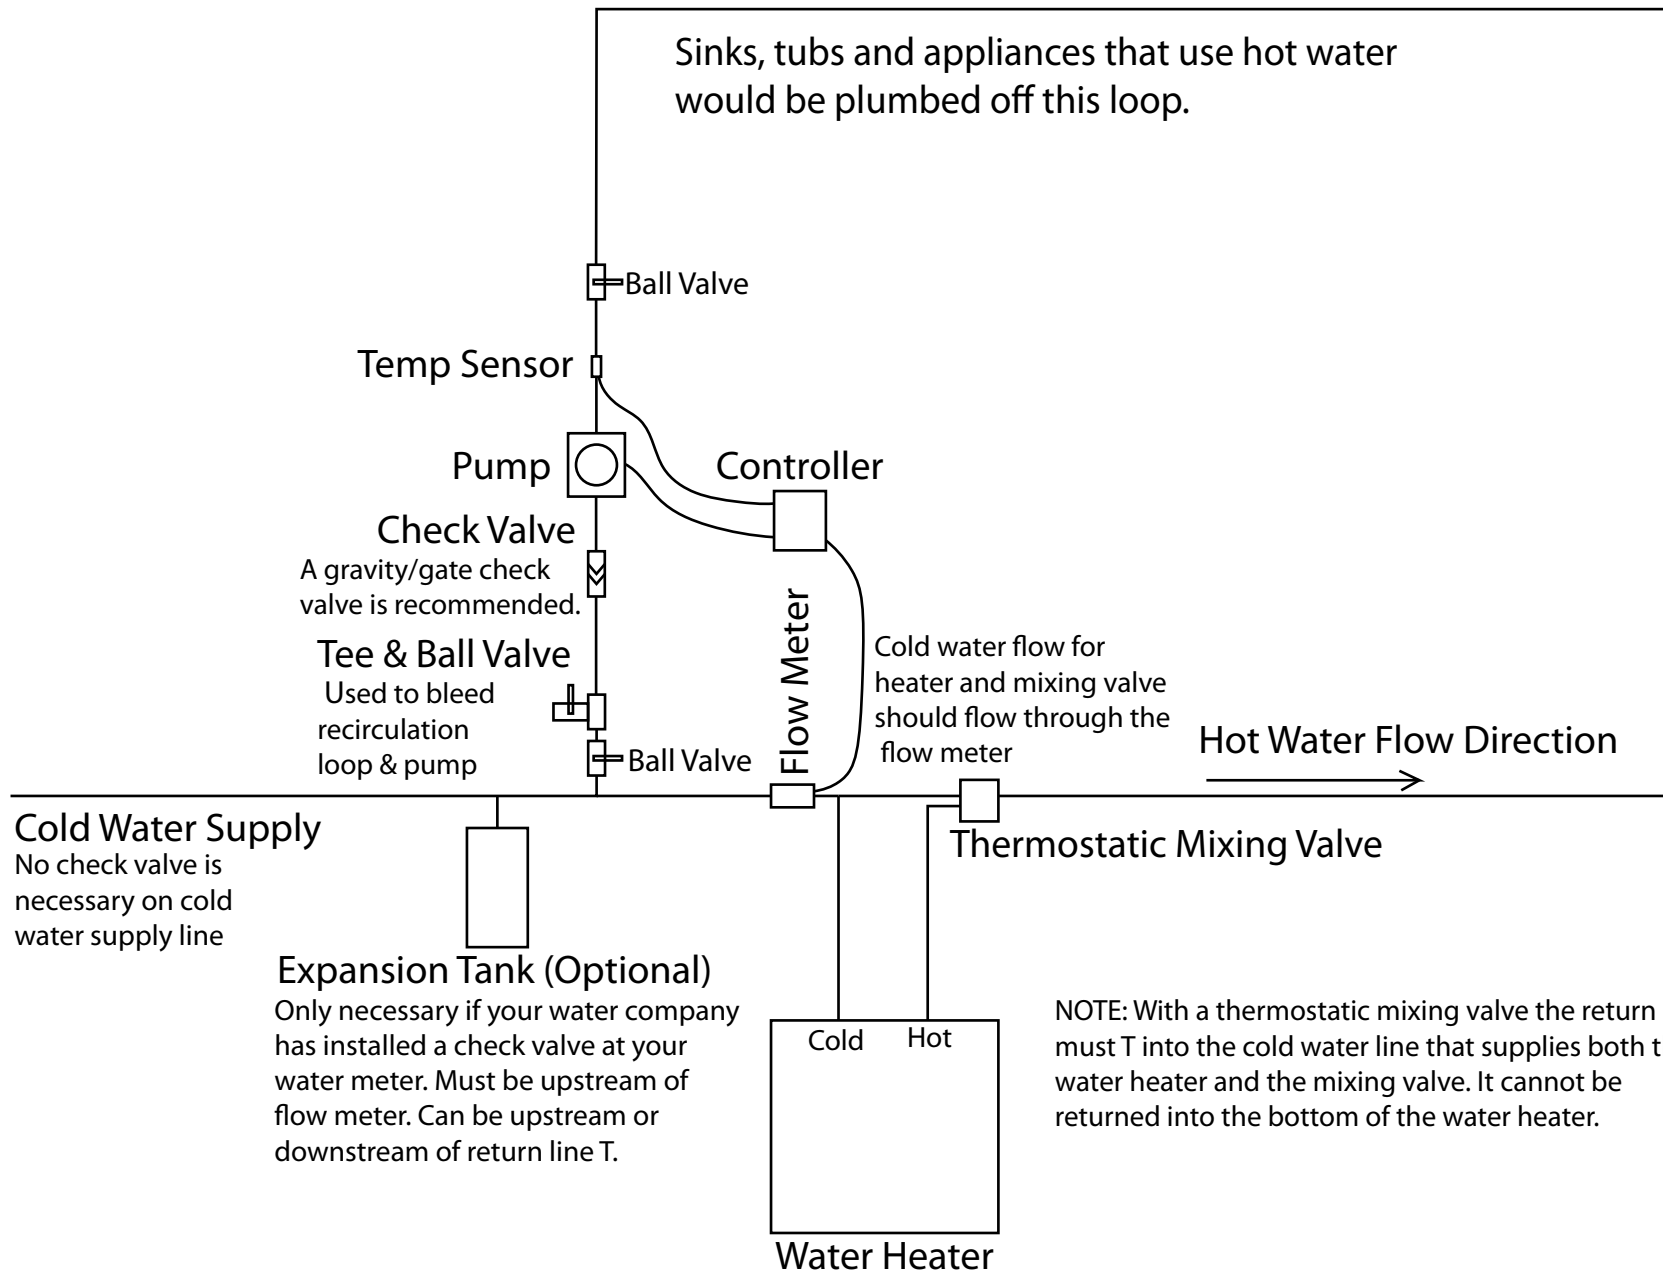 Sinks, tubs and appliances that use hot water
would be plumbed off this loop.
Ball Valve
Temp Sensor
Pump
Controller
Check Valve
A gravity/gate check
valve is recommended.
Tee & Ball Valve
Used to bleed
recirculation
loop & pump
Ball Valve
Flow Meter
Cold water flow for
heater and mixing valve
should flow through the
flow meter
Hot Water Flow Direction
Cold Water Supply
No check valve is
necessary on cold
water supply line
Thermostatic Mixing Valve
Expansion Tank (Optional)
Only necessary if your water company
has installed a check valve at your
water meter. Must be upstream of
flow meter. Can be upstream or
downstream of return line T.
Cold
Hot
Water Heater
NOTE: With a thermostatic mixing valve the return
must T into the cold water line that supplies both
water heater and the mixing valve. It cannot be
returned into the bottom of the water heater.